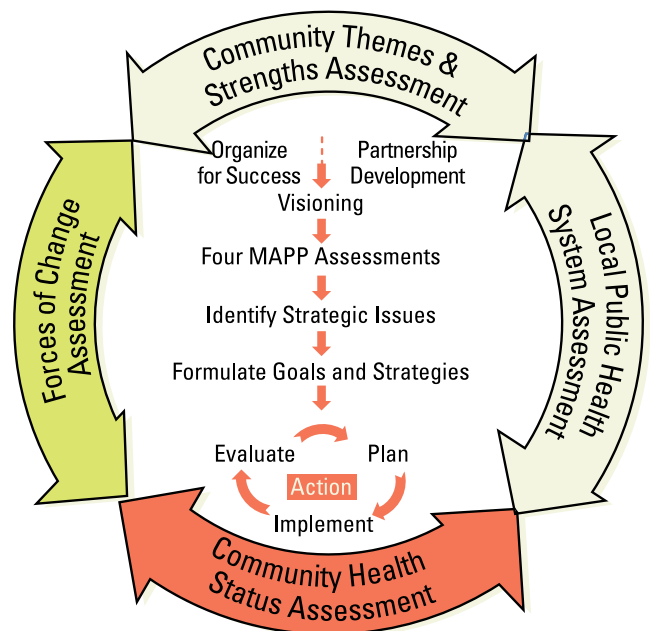 Community Themes &
Strengths Assessment
Organize
for Success
Partnership
Development
Visioning
Four MAPP Assessments
Identify Strategic Issues
Formulate Goals and Strategies
Evaluate
Plan
Action
Implement
Forces of Change
Assessment
Local Public Health
System Assessment
Community Health
Status Assessment